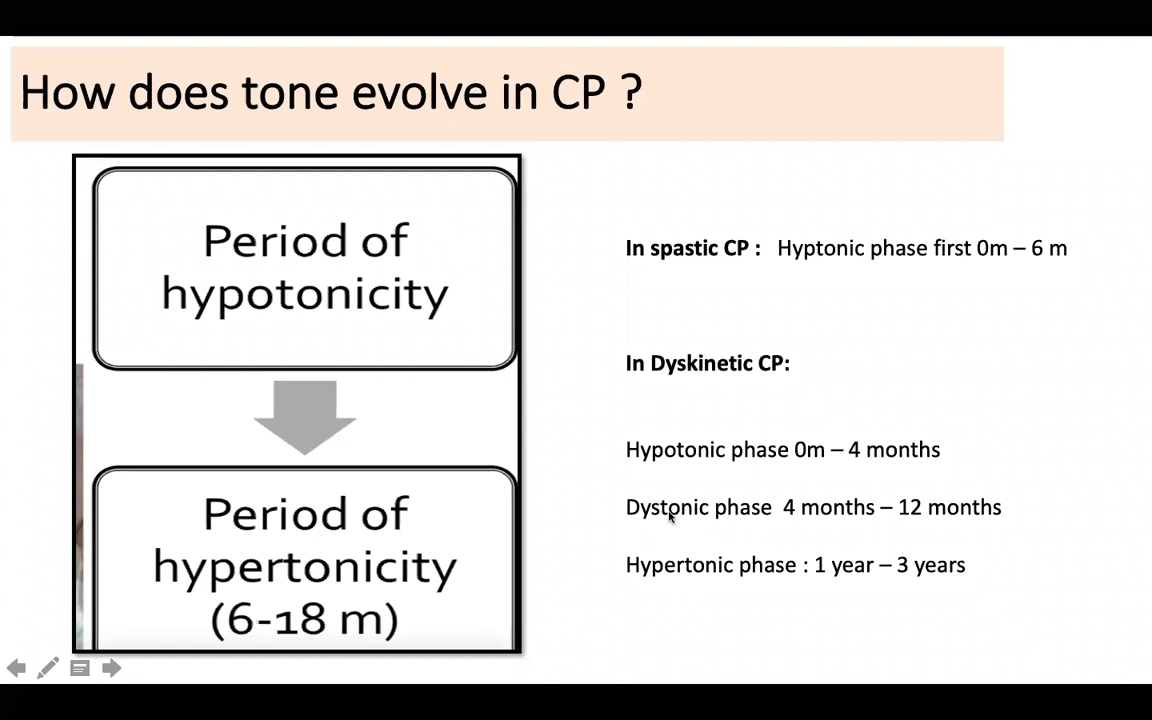 How does tone evolve in CP ?
Period of
hypotonicity
Period of
hypertonicity
(6-18 m)
In spastic CP : Hyptonic phase first 0m – 6 m
In Dyskinetic CP:
Hypotonic phase 0m – 4 months
Dystonic phase 4 months – 12 months
Hypertonic phase : 1 year – 3 years